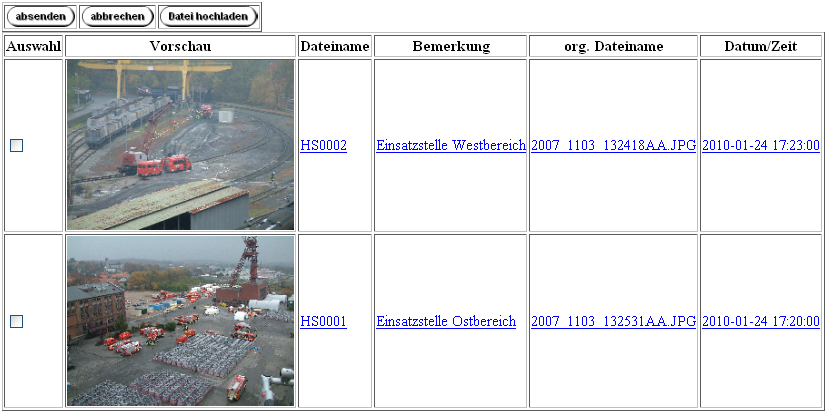 absenden abbrechen Datei hochladen
Auswahl Vorschau Dateiname Bemerkung org. Dateiname Datum/Zeit
HS0002 Einsatzstelle Westbereich 2007_1103_132418AA.JPG 2010-01-24 17:23:00
HS0001 Einsatzstelle Ostbereich 2007_1103_132531AA.JPG 2010-01-24 17:20:00